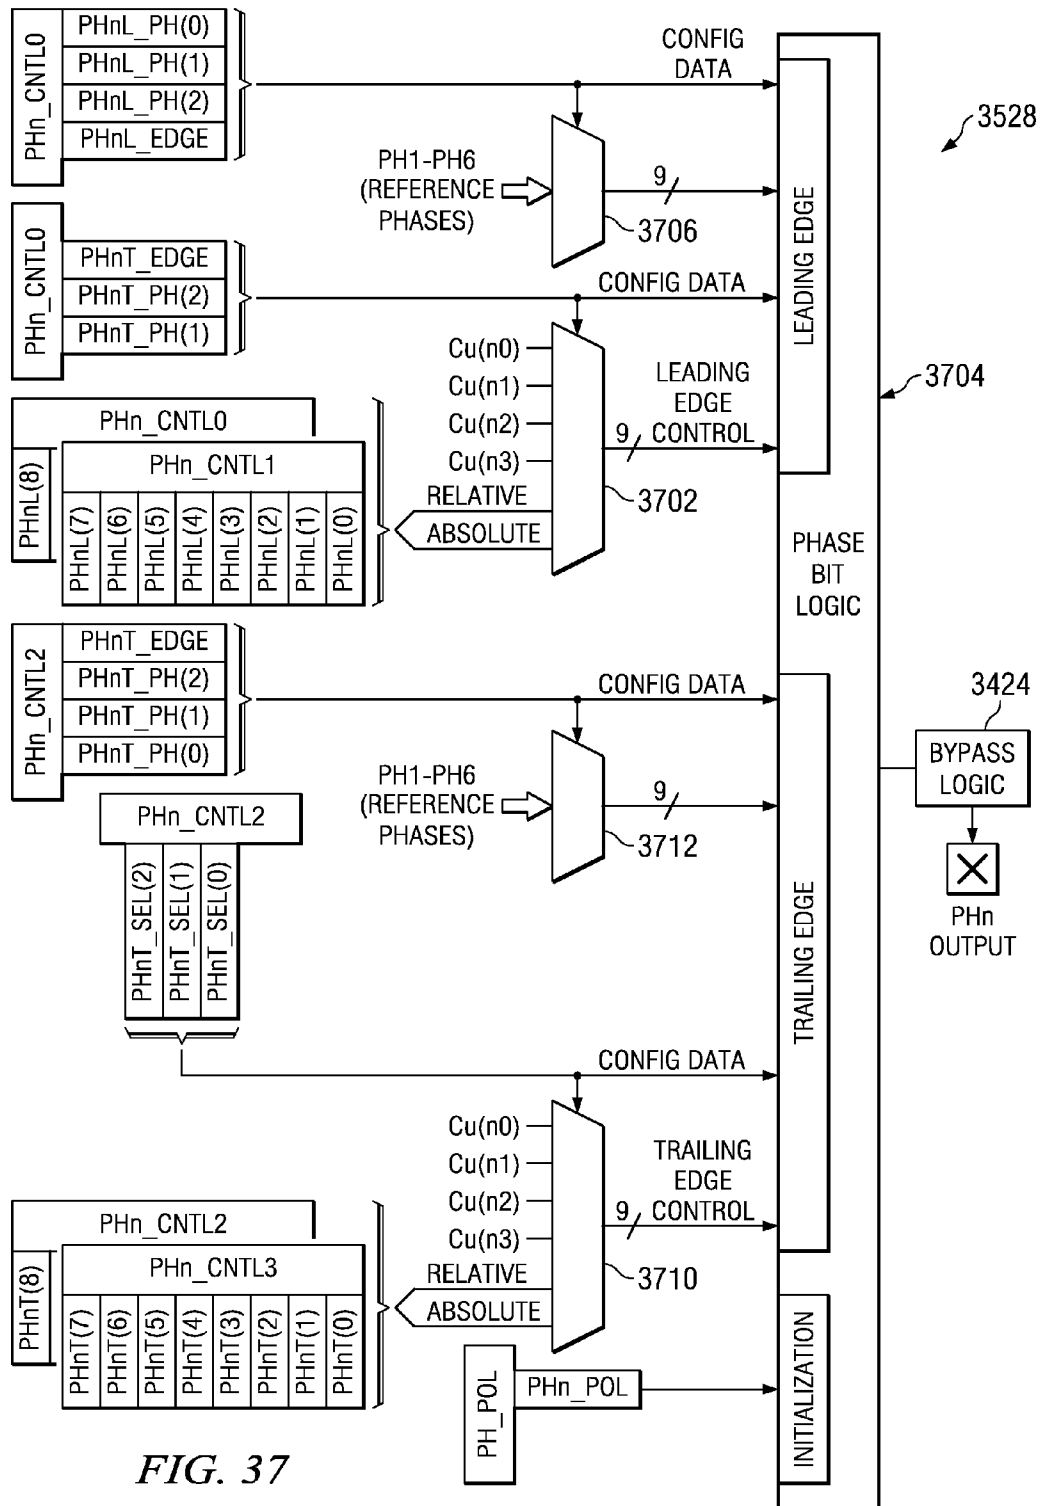 PHn_CNTL0
PHnL_PH(0)
PHnL_PH(1)
PHnL_PH(2)
PHnL_EDGE
CONFIG
DATA
3528
PH1-PH6
(REFERENCE
PHASES)
9
3706
LEADING EDGE
PHn_CNTL0
PHnT_EDGE
PHnT_PH(2)
PHnT_PH(1)
CONFIG DATA
Cu(n0)
Cu(n1)
Cu(n2)
Cu(n3)
RELATIVE
ABSOLUTE
LEADING
EDGE
9 CONTROL
3702
3704
PHn_CNTL0
PHnL(8)
PHn_CNTL1
PHnL(7)
PHnL(6)
PHnL(5)
PHnL(4)
PHnL(3)
PHnL(2)
PHnL(1)
PHnL(0)
PHASE
BIT
LOGIC
PHn_CNTL2
PHnT_EDGE
PHnT_PH(2)
PHnT_PH(1)
PHnT_PH(0)
CONFIG DATA
PH1-PH6
(REFERENCE
PHASES)
9
3712
3424
BYPASS
LOGIC
PHn
OUTPUT
PHn_CNTL2
PHnT_SEL(2)
PHnT_SEL(1)
PHnT_SEL(0)
TRAILING EDGE
CONFIG DATA
Cu(n0)
Cu(n1)
Cu(n2)
Cu(n3)
RELATIVE
ABSOLUTE
TRAILING
EDGE
9 CONTROL
3710
PHn_CNTL2
PHnT(8)
PHn_CNTL3
PHnT(7)
PHnT(6)
PHnT(5)
PHnT(4)
PHnT(3)
PHnT(2)
PHnT(1)
PHnT(0)
PH_POL
PHn_POL
INITIALIZATION
FIG. 37